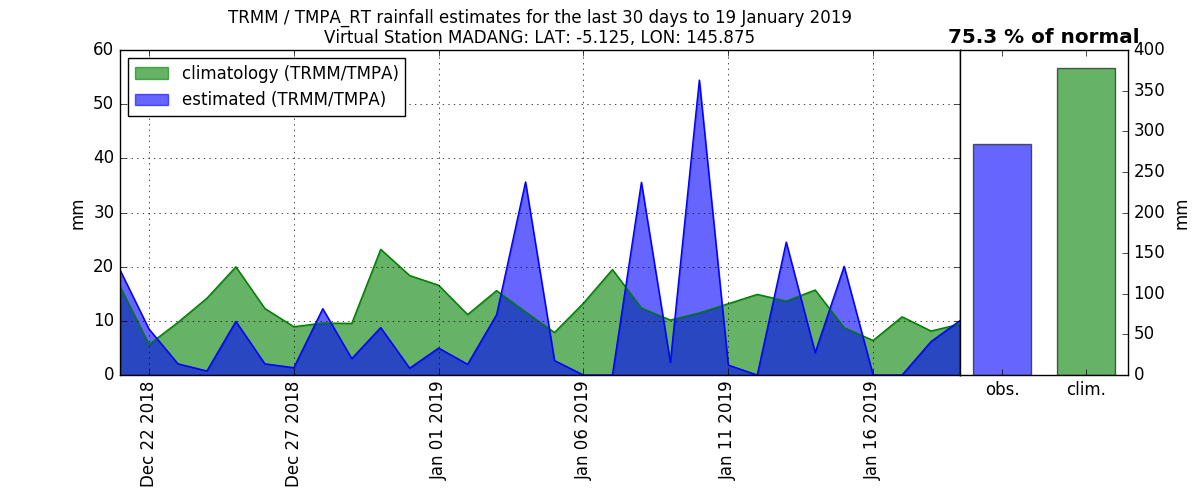 TRMM / TMPA_RT rainfall estimates for the last 30 days to 19 January 2019
Virtual Station MADANG: LAT: -5.125, LON: 145.875
75.3 % of normal
climatology (TRMM/TMPA)
estimated (TRMM/TMPA)
60
50
40
30
20
10
0
mm
400
350
300
250
200
150
100
50
0
mm
Dec 22 2018
Dec 27 2018
Jan 01 2019
Jan 06 2019
Jan 11 2019
Jan 16 2019
obs.
clim.